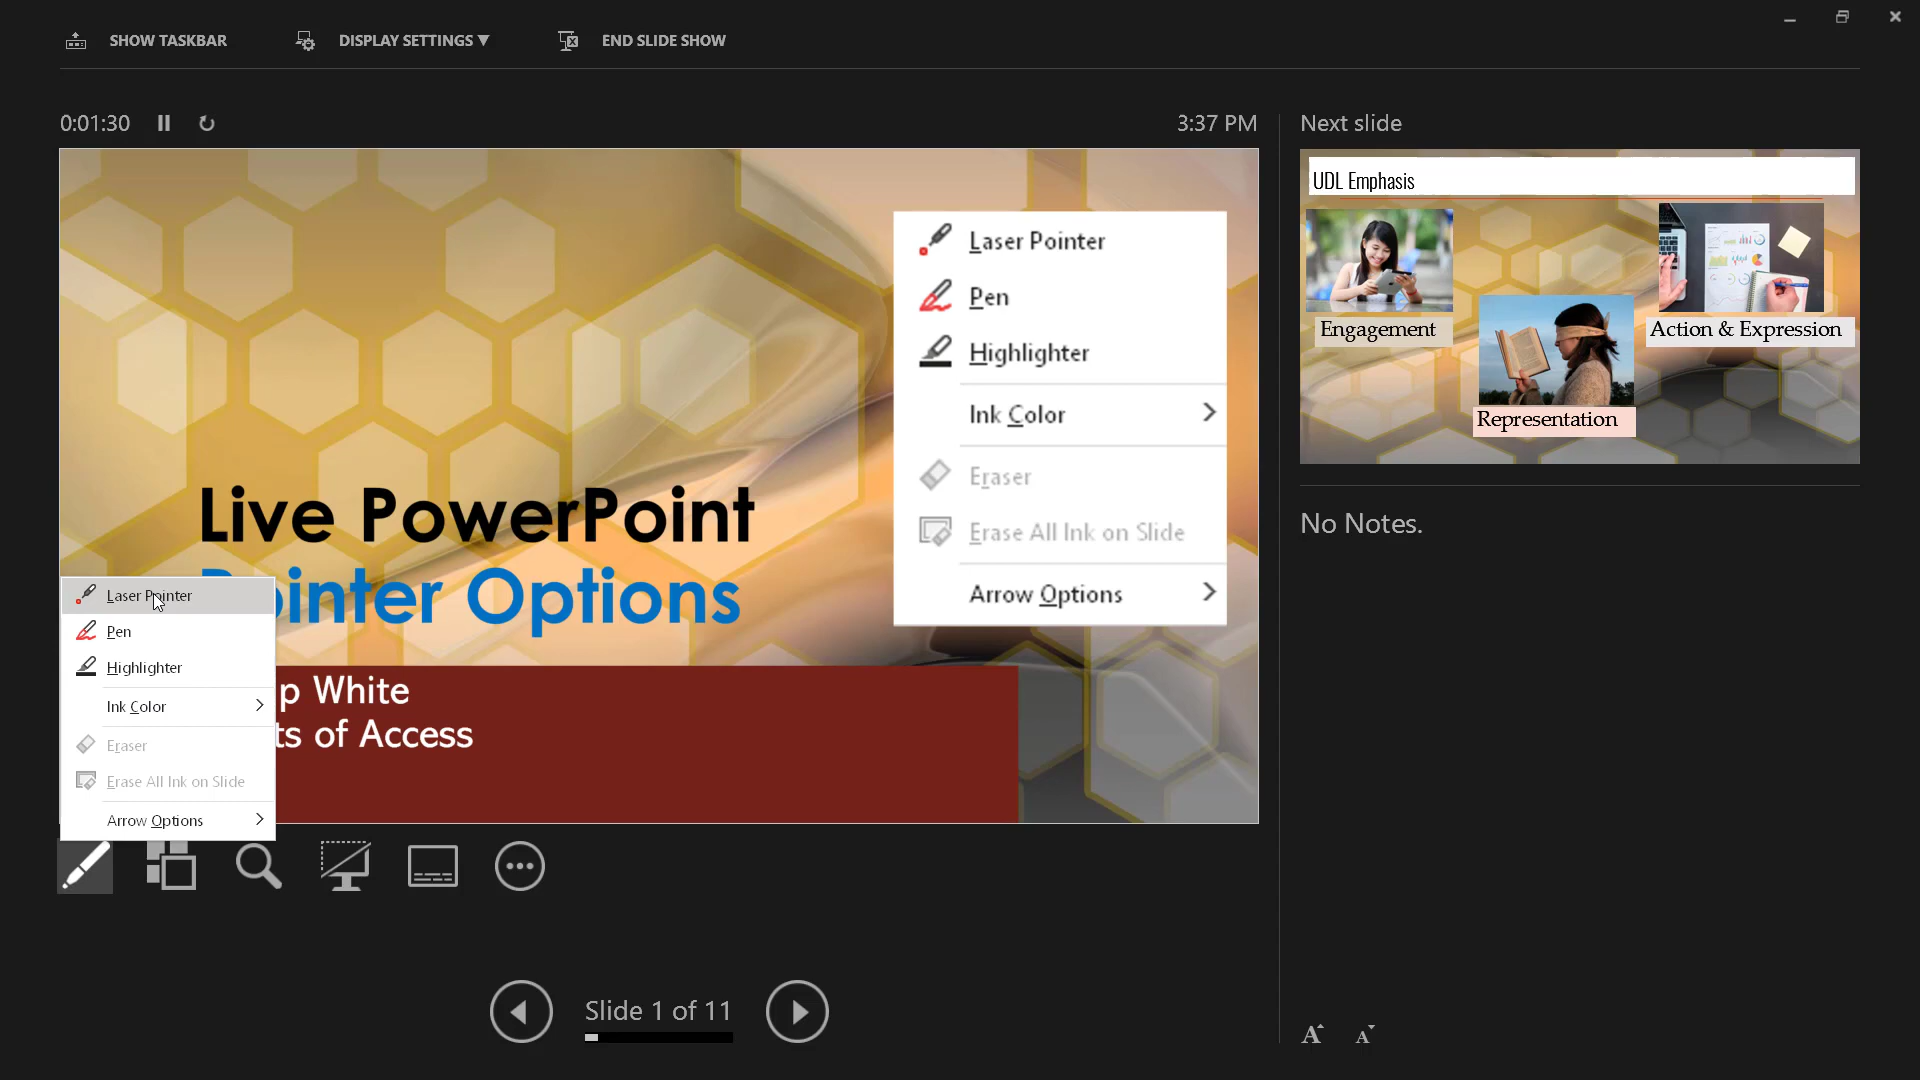 SHOW TASKBAR
DISPLAY SETTINGS ▼
END SLIDE SHOW
0:01:30
3:37 PM
Next slide
Laser Pointer
Pen
Highlighter
Ink Color
Eraser
Erase All Ink on Slide
Arrow Options
Live PowerPoint
inter Options
p White
ts of Access
Laser Pointer
Pen
Highlighter
Ink Color
Eraser
Erase All Ink on Slide
Arrow Options
Slide 1 of 11
UDL Emphasis
Engagement
Action & Expression
Representation
No Notes.
A
A